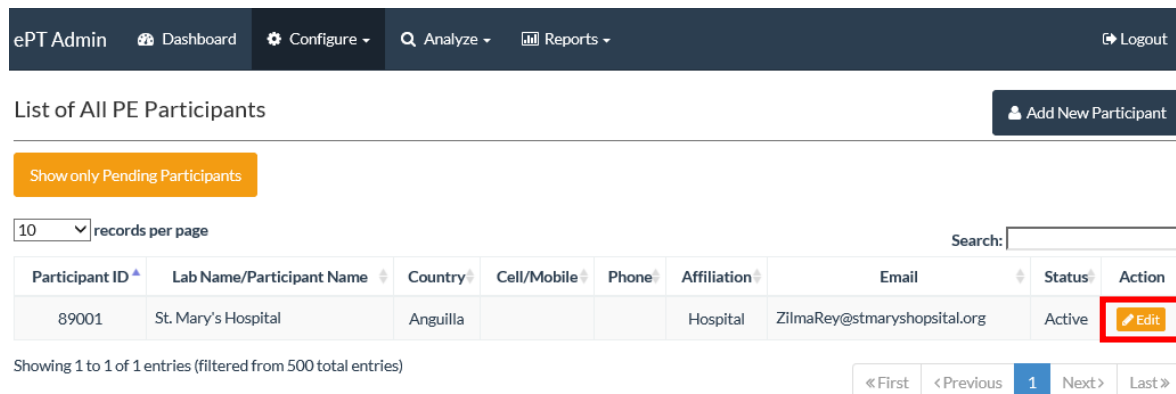 ePT Admin Dashboard Configure Analyze Reports Logout
List of All PE Participants Add New Participant
Show only Pending Participants
10 records per page Search:
Participant ID Lab Name/Participant Name Country Cell/Mobile Phone Affiliation Email Status Action
89001 St. Mary's Hospital Anguilla Hospital ZilmaRey@stmaryshopsital.org Active Edit
Showing 1 to 1 of 1 entries (filtered from 500 total entries)
«First ‹Previous 1 Next› Last»